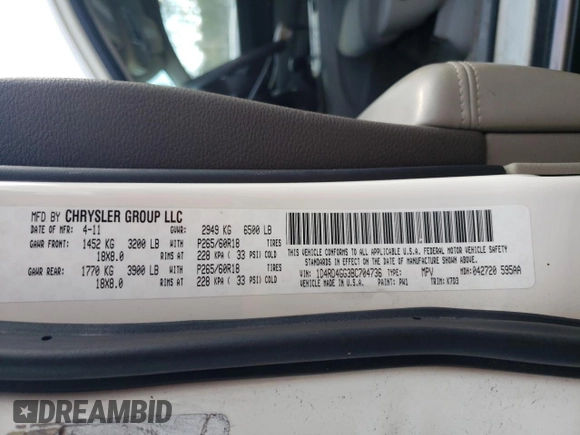 MFD BY CHRYSLER GROUP LLC
DATE OF MFR: 4-11 GVWR: 2949 KG 6500 LB
GAWR FRONT: 1452 KG 3200 LB WITH P265/60R18 TIRES
18X8.0 RIMS AT 228 KPA ( 33 PSI) COLD
GAWR REAR: 1770 KG 3900 LB WITH P265/60R18 TIRES
18X8.0 RIMS AT 228 KPA ( 33 PSI) COLD
THIS VEHICLE CONFORMS TO ALL APPLICABLE U.S.A. FEDERAL MOTOR VEHICLE SAFETY
STANDARDS IN EFFECT ON THE DATE OF MANUFACTURE SHOWN ABOVE.
VIN: 1D4RD4GG3BC704736 TYPE: MPV MDH: 042720 595AA
VEHICLE MADE IN U.S.A. PAINT: PW1 TRIM: K7D3
DREAMBID